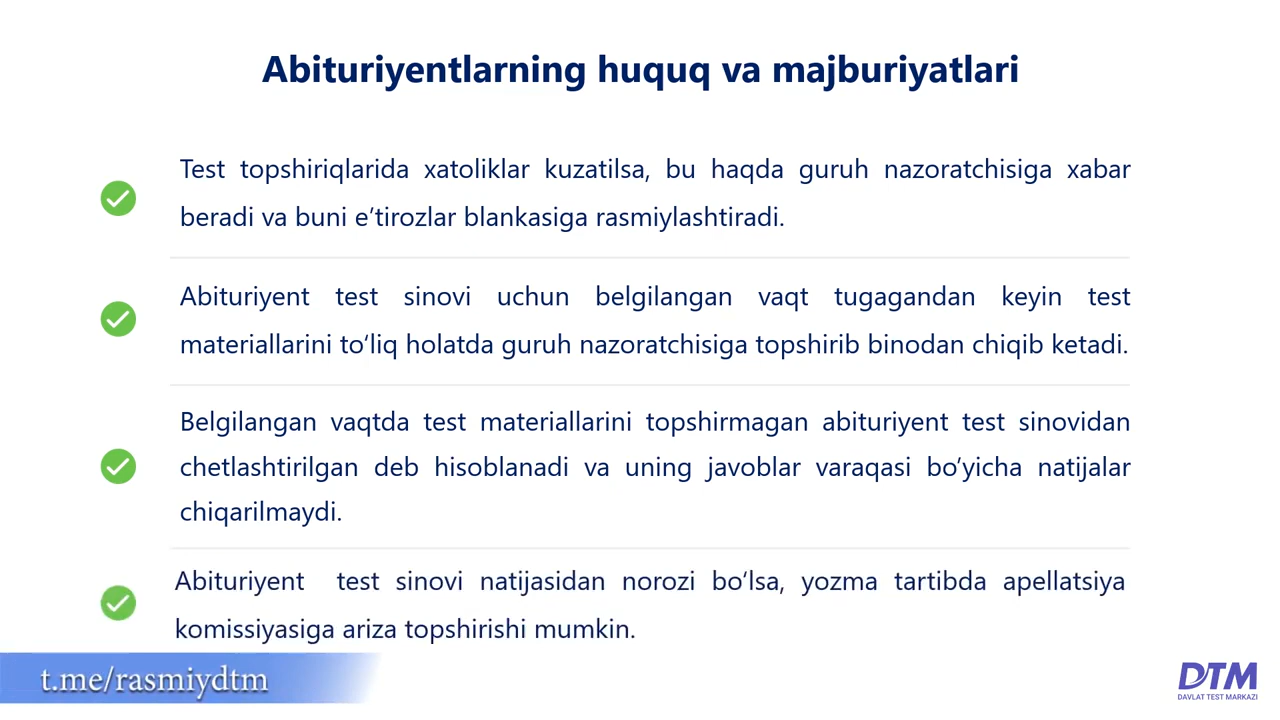 Abituriyentlarning huquq va majburiyatlari
Test topshiriqlarida xatoliklar kuzatilsa, bu haqda guruh nazoratchisiga xabar
beradi va buni e’tirozlar blankasiga rasmiylashtiradi.
Abituriyent test sinovi uchun belgilangan vaqt tugagandan keyin test
materiallarini to‘liq holatda guruh nazoratchisiga topshirib binodan chiqib ketadi.
Belgilangan vaqtda test materiallarini topshirmagan abituriyent test sinovidan
chetlashtirilgan deb hisoblanadi va uning javoblar varaqasi bo‘yicha natijalar
chiqarilmaydi.
Abituriyent test sinovi natijasidan norozi bo‘lsa, yozma tartibda apellatsiya
komissiyasiga ariza topshirishi mumkin.
t.me/rasmiydtm
DTM
DAVLAT TEST MARKAZI